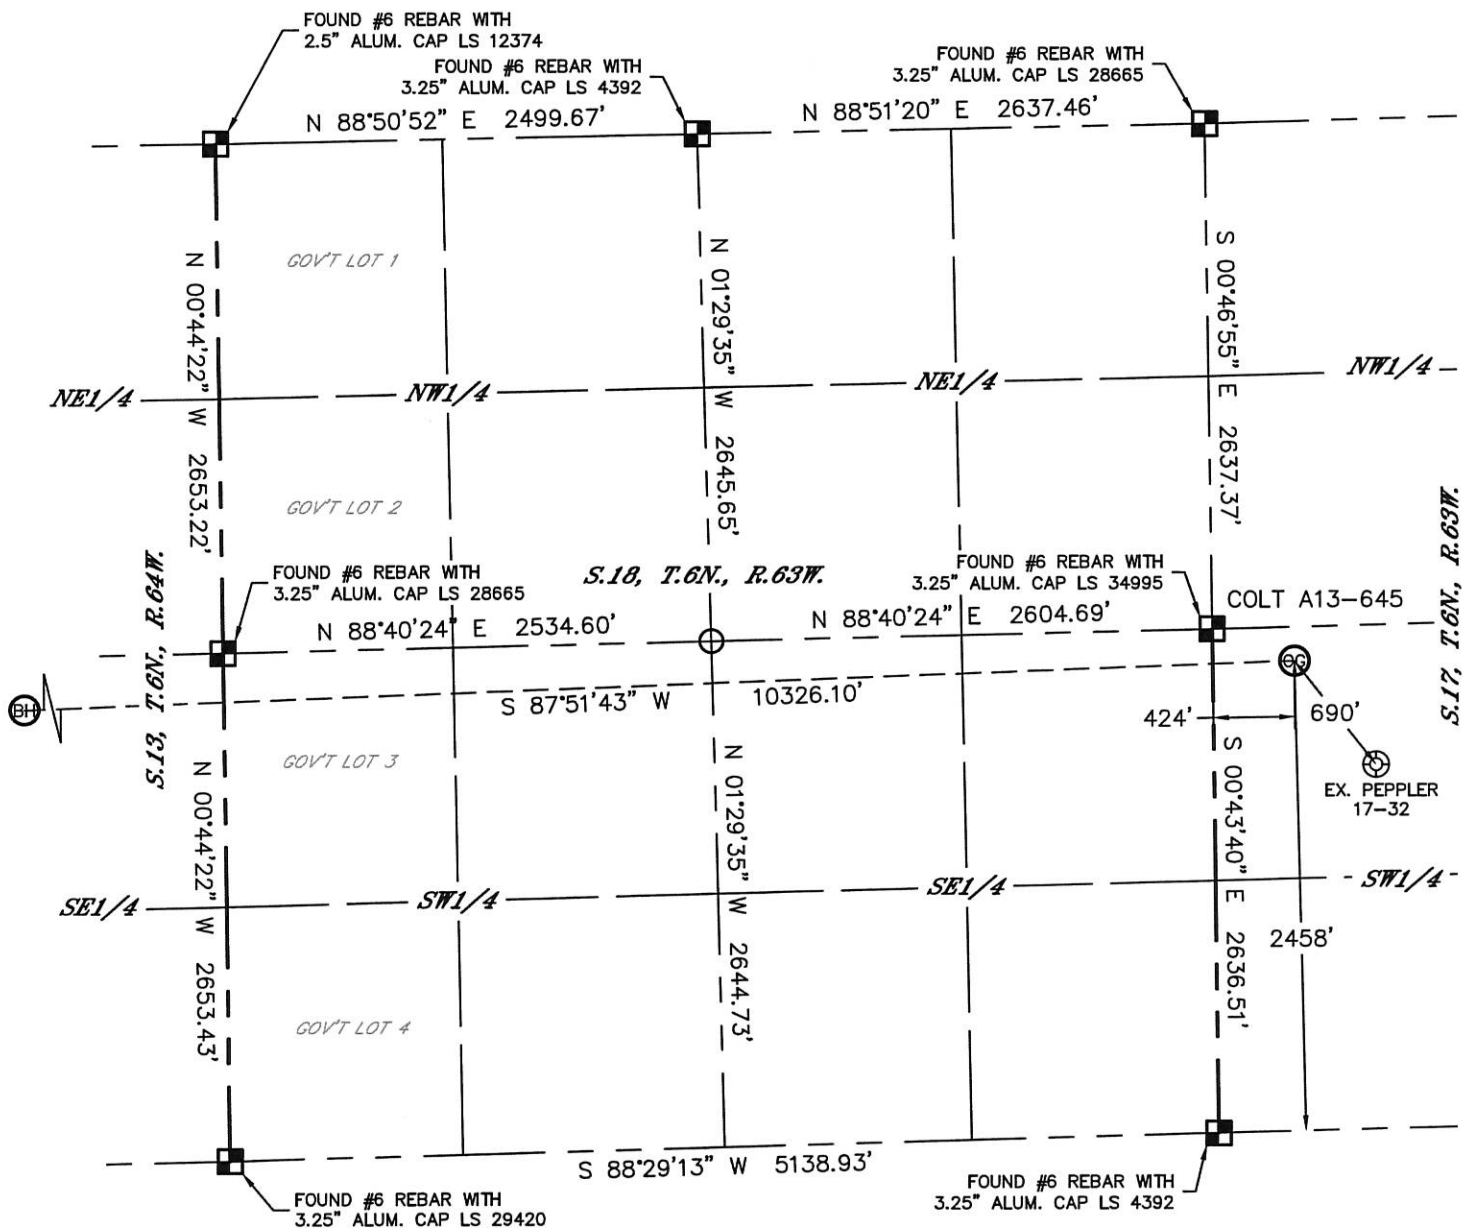 FOUND #6 REBAR WITH
2.5" ALUM. CAP LS 12374
FOUND #6 REBAR WITH
3.25" ALUM. CAP LS 4392
FOUND #6 REBAR WITH
3.25" ALUM. CAP LS 28665
N 88°50'52" E 2499.67'
N 88°51'20" E 2637.46'
GOV'T LOT 1
N 00°44'22" W 2653.22'
N 01°29'35" W 2645.65'
S 00°46'55" E 2637.37'
NE1/4
NW1/4
NE1/4
NW1/4
GOV'T LOT 2
S.13, T.6N., R.64W.
FOUND #6 REBAR WITH
3.25" ALUM. CAP LS 28665
S.18, T.6N., R.63W.
FOUND #6 REBAR WITH
3.25" ALUM. CAP LS 34995
S.17, T.6N., R.63W.
COLT A13-645
N 88°40'24" E 2534.60'
N 88°40'24" E 2604.69'
OG
BH
S 87°51'43" W 10326.10'
424'
690'
GOV'T LOT 3
EX. PEPPLER
17-32
N 00°44'22" W 2653.43'
N 01°29'35" W 2644.73'
S 00°43'40" E 2636.51'
SE1/4
SW1/4
SE1/4
SW1/4
2458'
GOV'T LOT 4
S 88°29'13" W 5138.93'
FOUND #6 REBAR WITH
3.25" ALUM. CAP LS 29420
FOUND #6 REBAR WITH
3.25" ALUM. CAP LS 4392